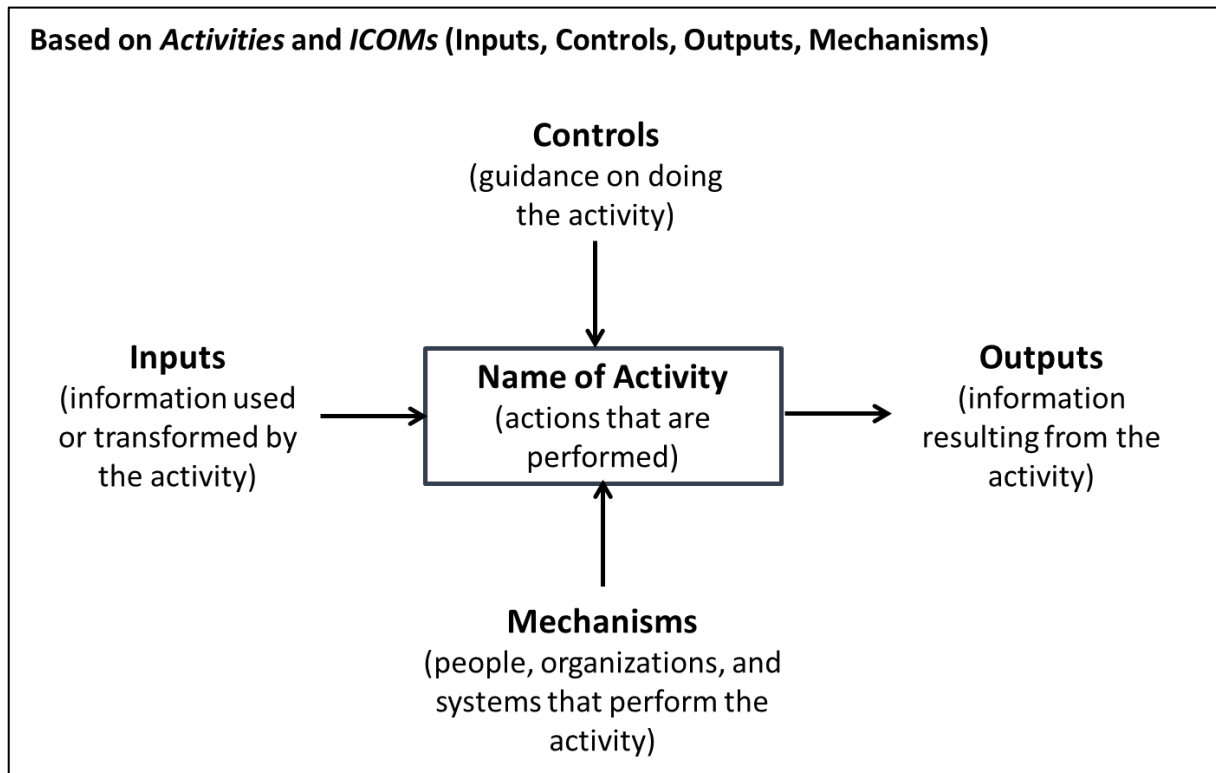 Based on Activities and ICOMs (Inputs, Controls, Outputs, Mechanisms)
Controls
(guidance on doing
the activity)
Inputs
(information used
or transformed by
the activity)
Name of Activity
(actions that are
performed)
Outputs
(information
resulting from the
activity)
Mechanisms
(people, organizations, and
systems that perform the
activity)